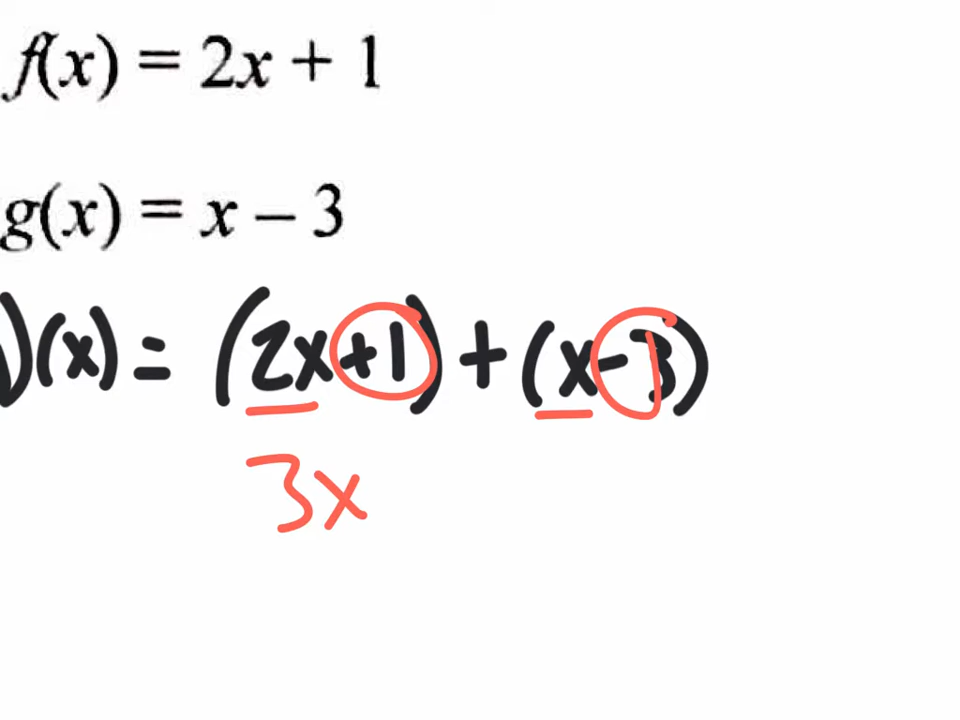 f(x) = 2x + 1
g(x) = x – 3
)(x) = (2x+1) + (x-3)
3x